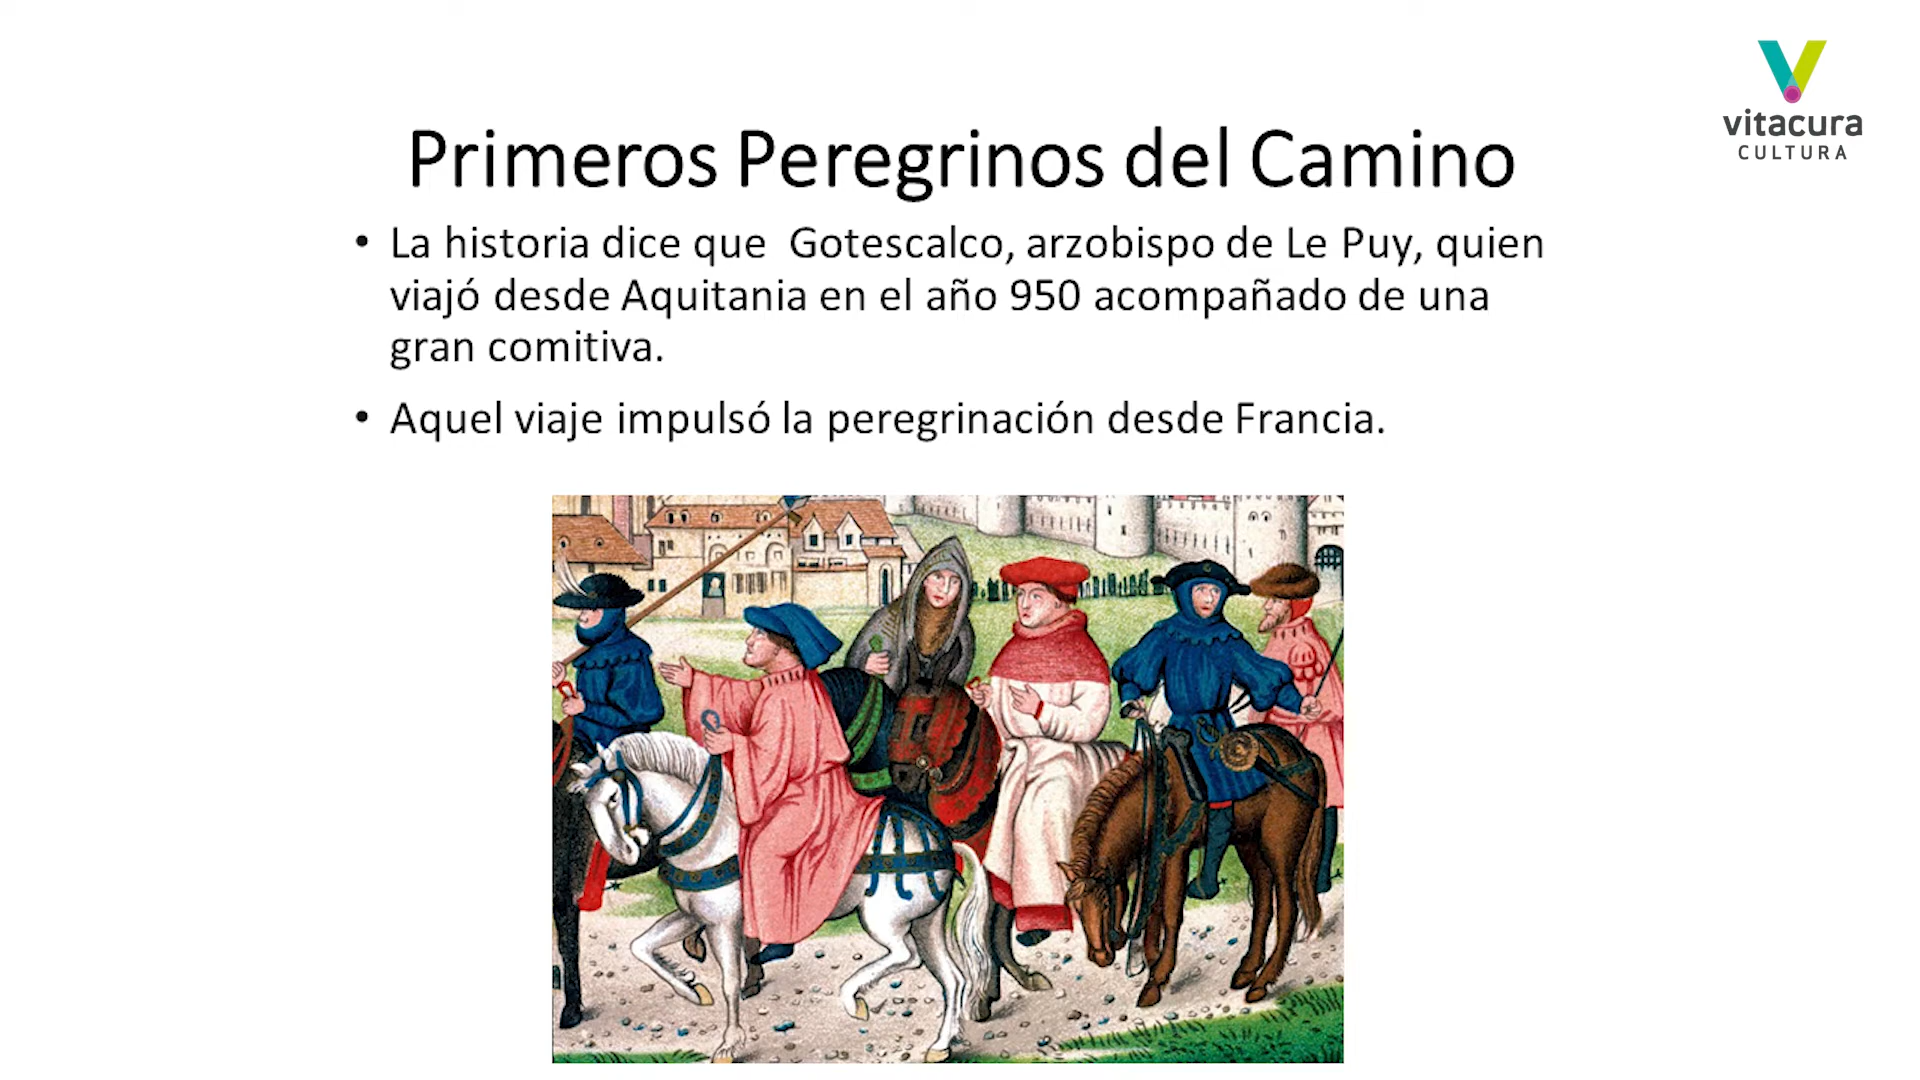 vitacura
CULTURA
Primeros Peregrinos del Camino
• La historia dice que  Gotescalco, arzobispo de Le Puy, quien
viajó desde Aquitania en el año 950 acompañado de una
gran comitiva.
• Aquel viaje impulsó la peregrinación desde Francia.